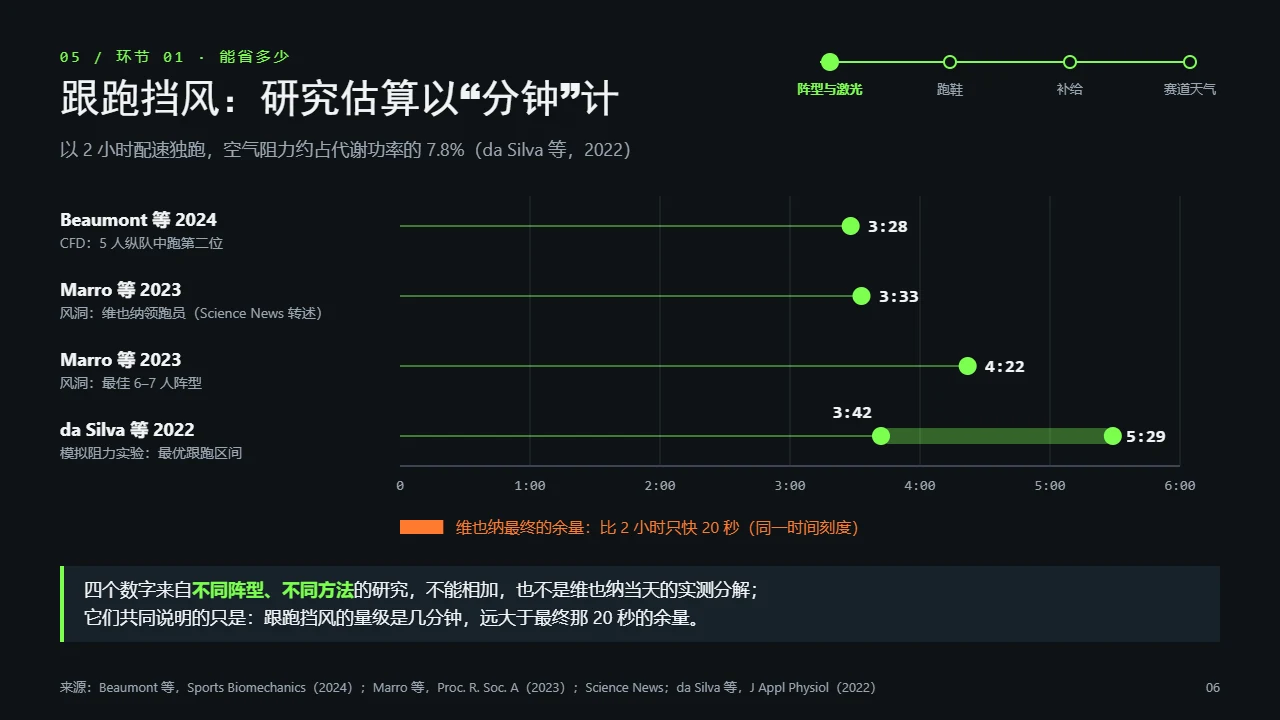 05 / 环节 01 · 能省多少
跟跑挡风：研究估算以“分钟”计
以 2 小时配速独跑，空气阻力约占代谢功率的 7.8%（da Silva 等，2022）
阵型与激光
跑鞋
补给
赛道天气
Beaumont 等 2024
CFD：5 人纵队中跑第二位
3:28
Marro 等 2023
风洞：维也纳领跑员（Science News 转述）
3:33
Marro 等 2023
风洞：最佳 6–7 人阵型
4:22
da Silva 等 2022
模拟阻力实验：最优跟跑区间
3:42
5:29
0
1:00
2:00
3:00
4:00
5:00
6:00
维也纳最终的余量：比 2 小时只快 20 秒（同一时间刻度）
四个数字来自不同阵型、不同方法的研究，不能相加，也不是维也纳当天的实测分解；
它们共同说明的只是：跟跑挡风的量级是几分钟，远大于最终那 20 秒的余量。
来源：Beaumont 等，Sports Biomechanics（2024）；Marro 等，Proc. R. Soc. A（2023）；Science News；da Silva 等，J Appl Physiol（2022）
06